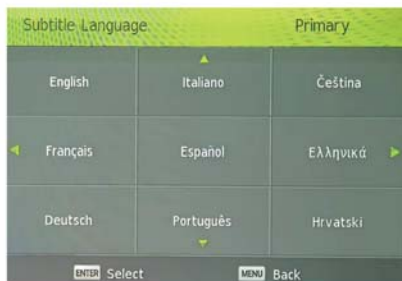 Subtitle Language Primary
English Italiano Čeština
Français Español Ελληνικά
Deutsch Português Hrvatski
ENTER Select MENU Back